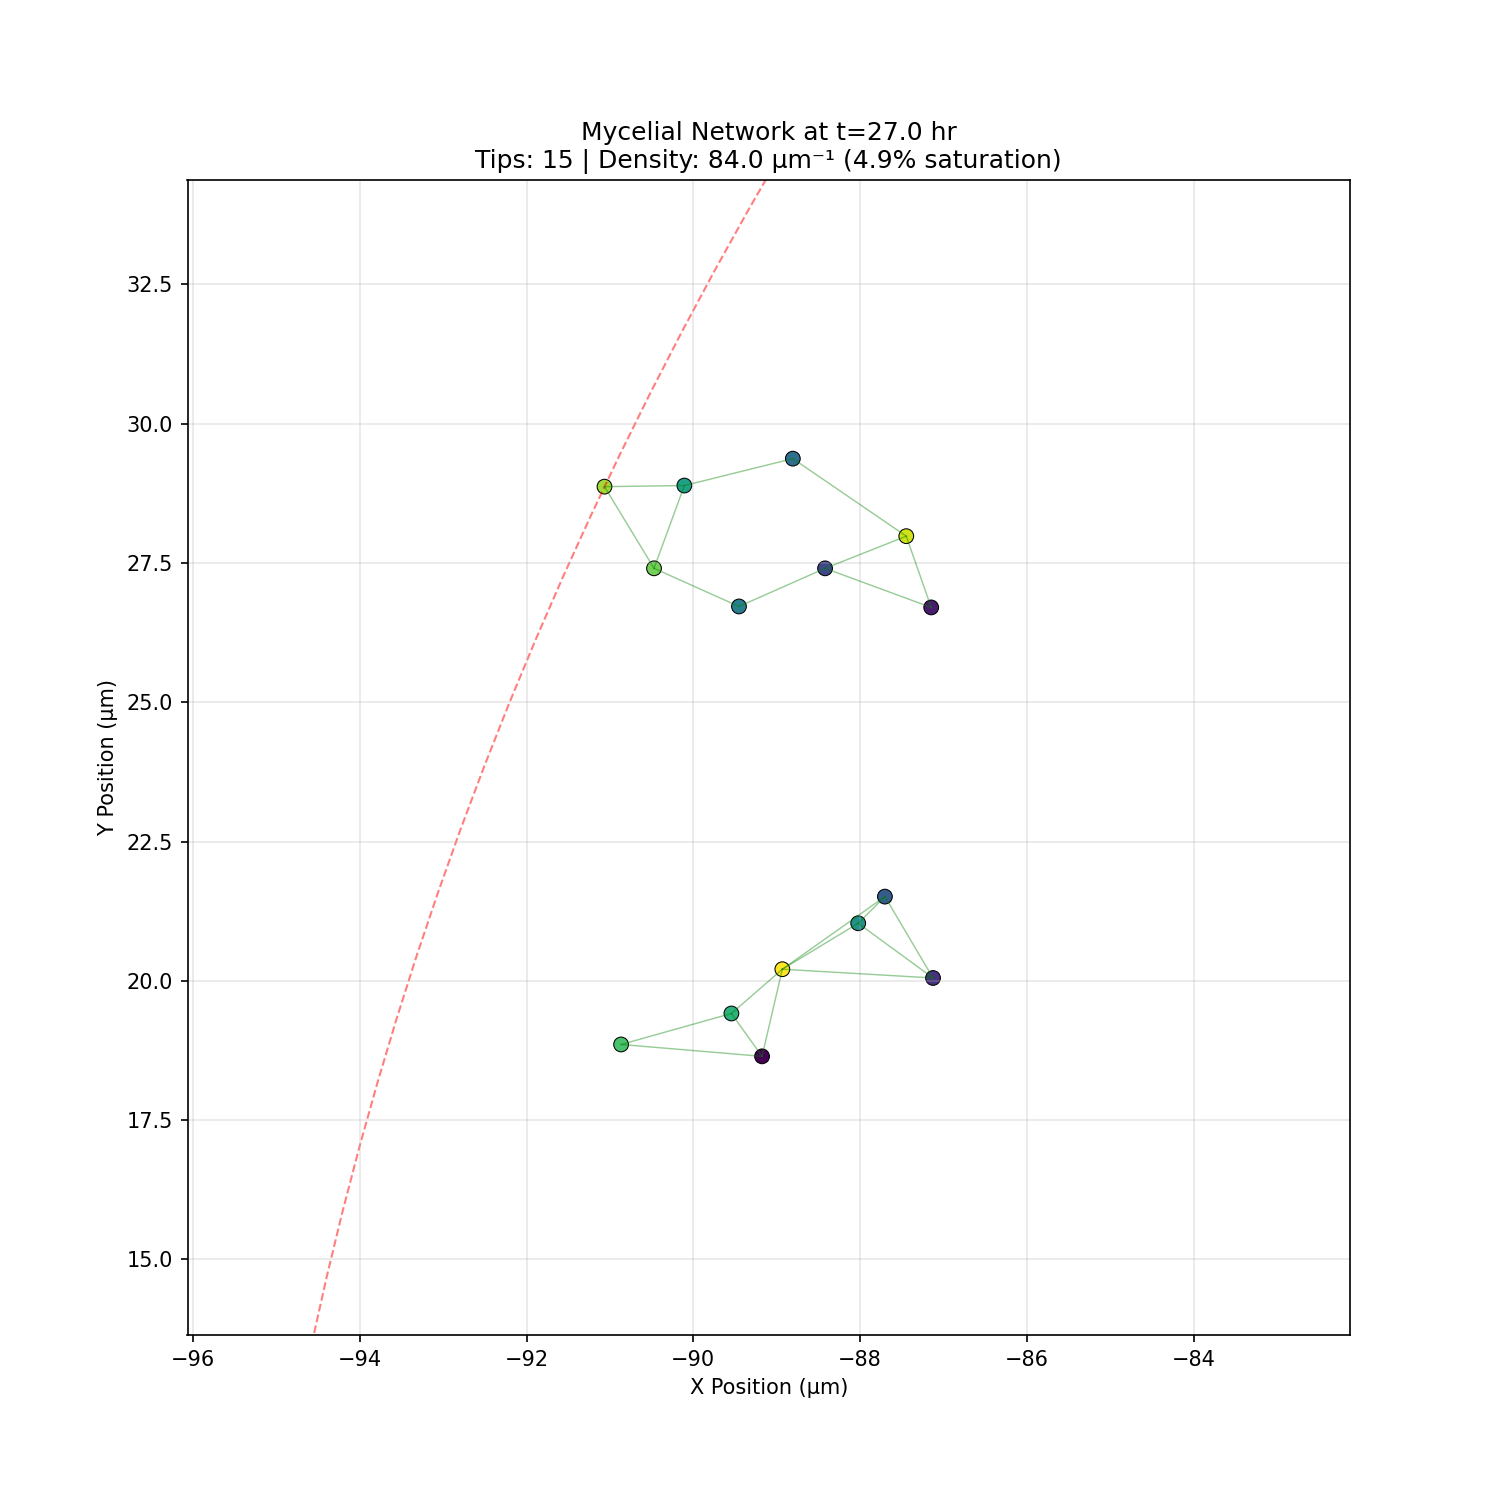 Mycelial Network at t=27.0 hr
Tips: 15 | Density: 84.0 µm⁻¹ (4.9% saturation)
Y Position (µm)
32.5
30.0
27.5
25.0
22.5
20.0
17.5
15.0
−96 −94 −92 −90 −88 −86 −84
X Position (µm)